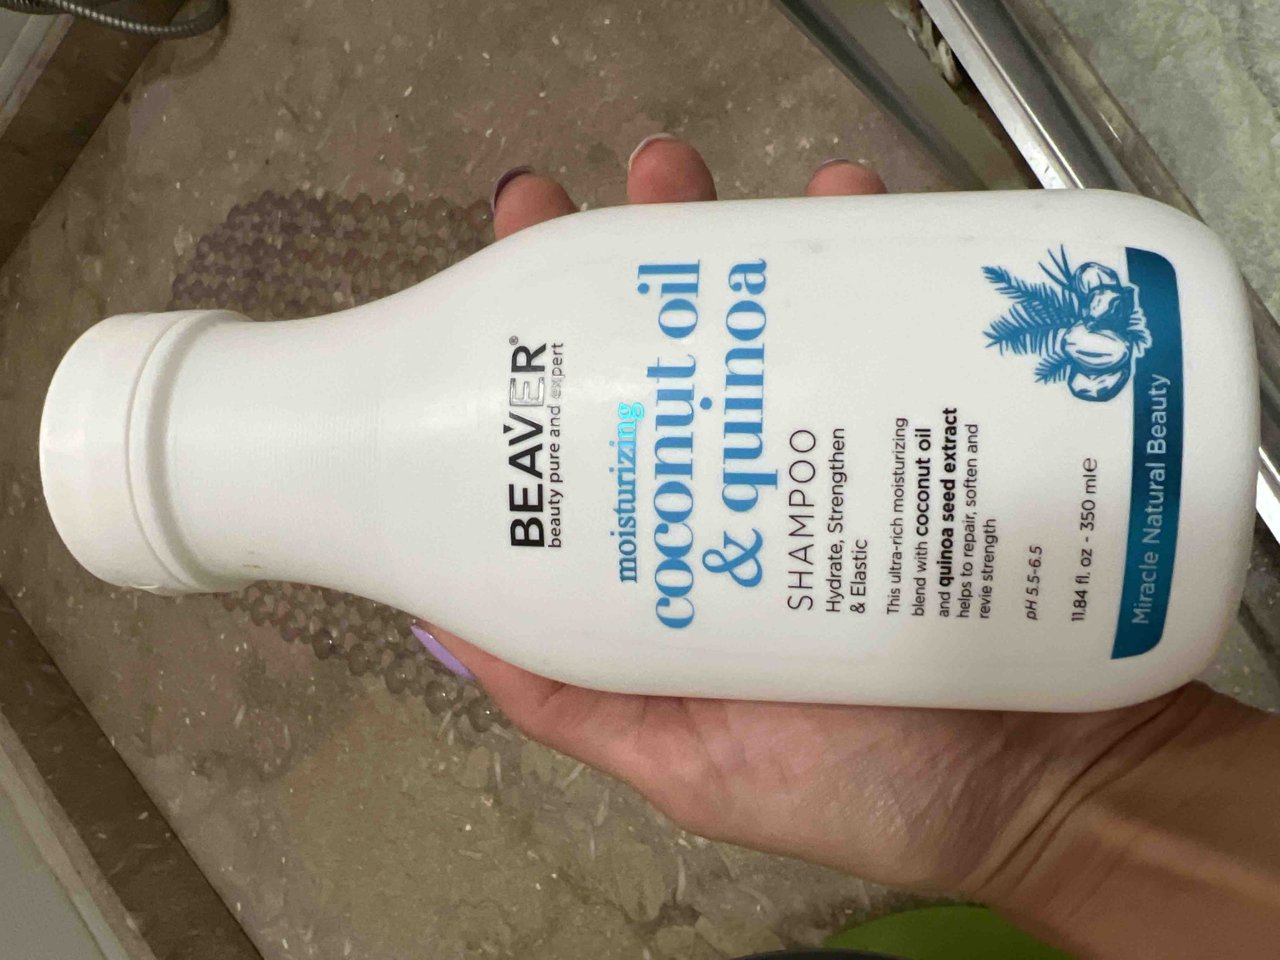 BEAVER®
beauty pure and expert
moisturizing
coconut oil
& quinoa
SHAMPOO
Hydrate, Strengthen
& Elastic
This ultra-rich moisturizing
blend with coconut oil
and quinoa seed extract
helps to repair, soften and
revie strength
pH 5.5-6.5
11.84 fl. oz - 350 ml℮
Miracle Natural Beauty